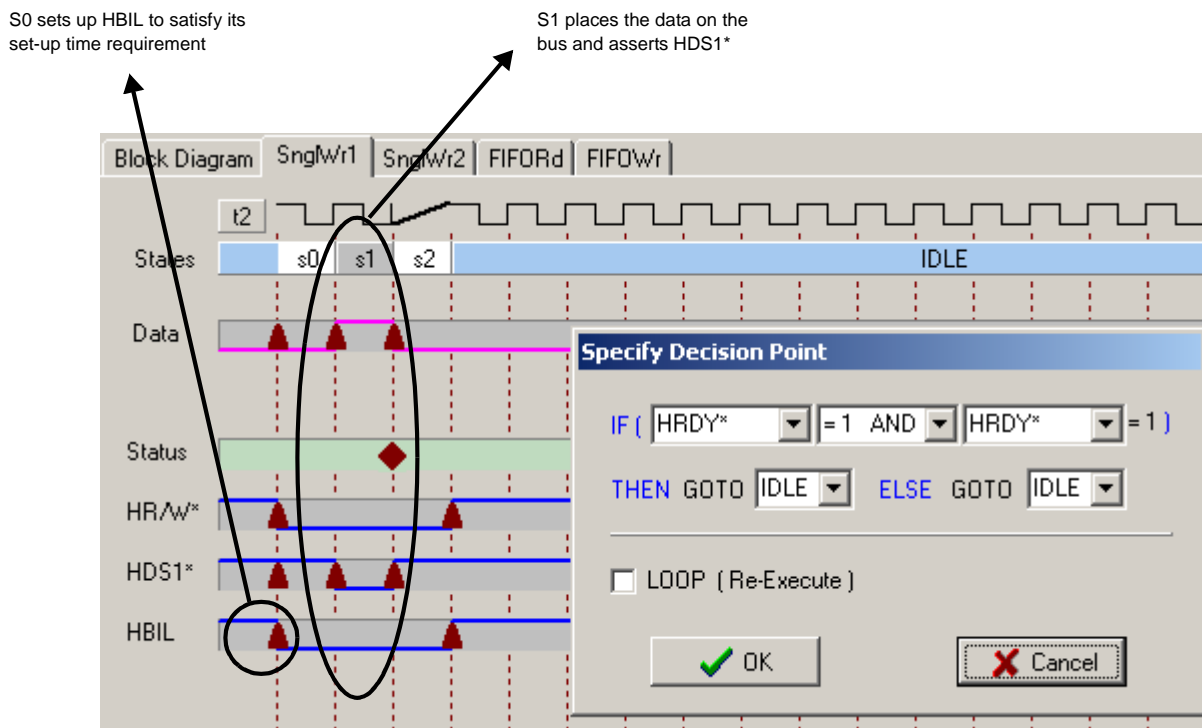 S0 sets up HBIL to satisfy its
set-up time requirement
S1 places the data on the
bus and asserts HDS1*
Block Diagram SnglWr1 SnglWr2 FIFORd FIFOWr
t2
States s0 s1 s2 IDLE
Data
Specify Decision Point
IF ( HRDY* = 1 AND HRDY* = 1 )
Status
THEN GOTO IDLE ELSE GOTO IDLE
HR/W*
HDS1*
LOOP ( Re-Execute )
HBIL
OK Cancel